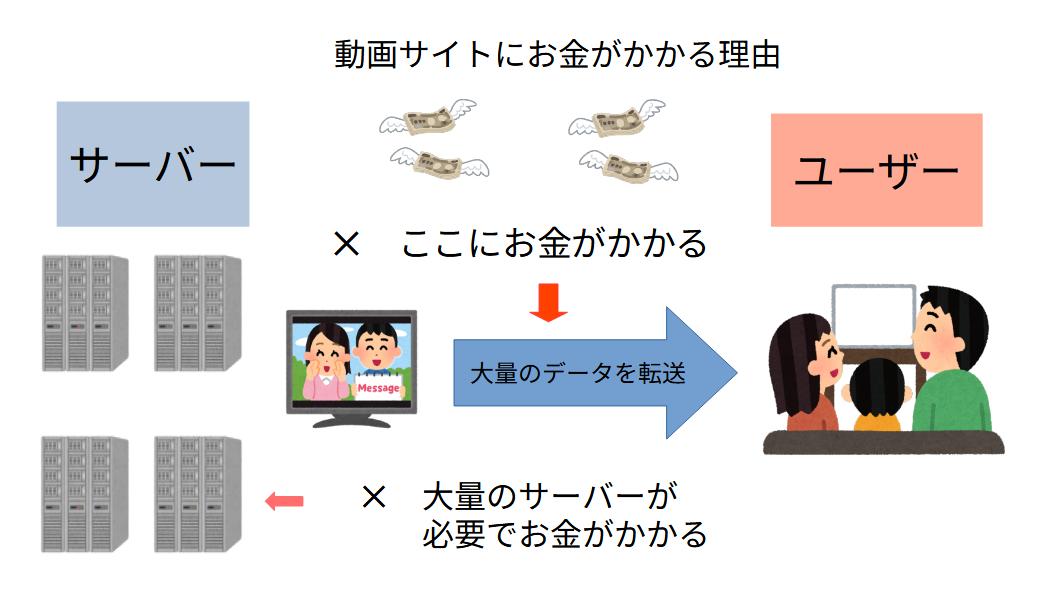 動画サイトにお金がかかる理由
サーバー
ユーザー
× ここにお金がかかる
Message
大量のデータを転送
× 大量のサーバーが
必要でお金がかかる